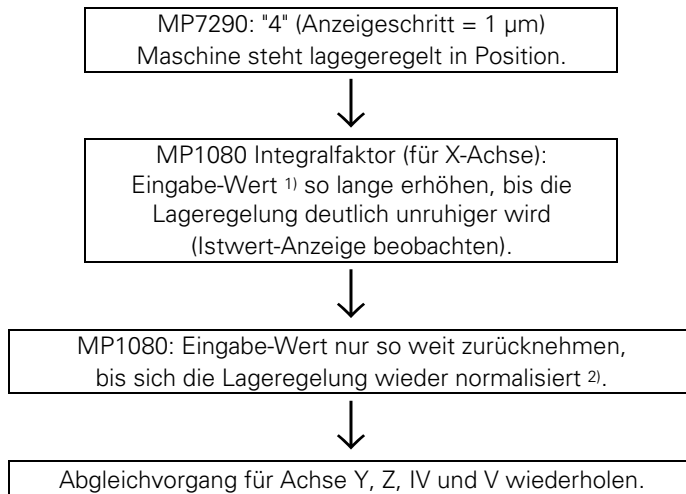 MP7290: "4" (Anzeigeschritt = 1 µm)
Maschine steht lagegeregelt in Position.
MP1080 Integralfaktor (für X-Achse):
Eingabe-Wert 1) so lange erhöhen, bis die
Lageregelung deutlich unruhiger wird
(Istwert-Anzeige beobachten).
MP1080: Eingabe-Wert nur so weit zurücknehmen,
bis sich die Lageregelung wieder normalisiert 2).
Abgleichvorgang für Achse Y, Z, IV und V wiederholen.